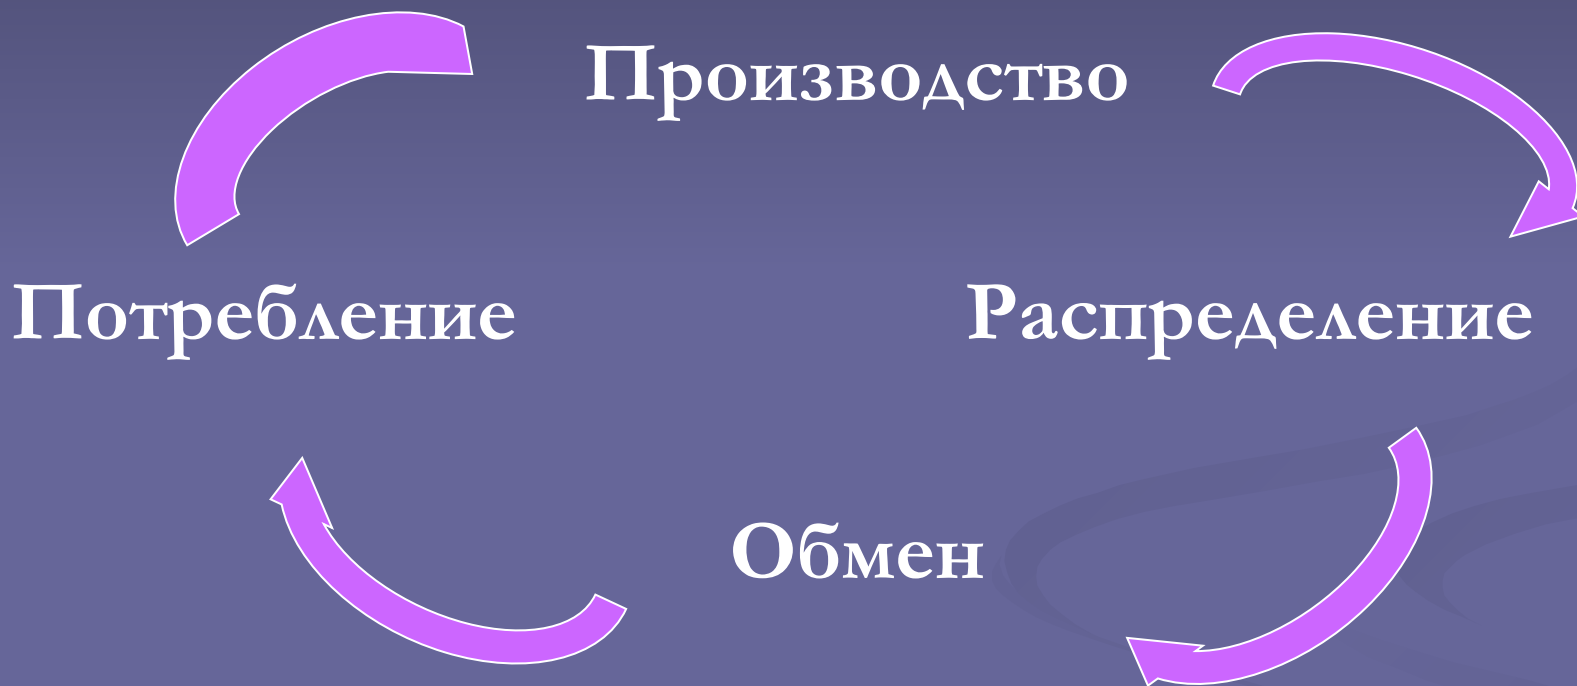 Производство
Потребление
Распределение
Обмен